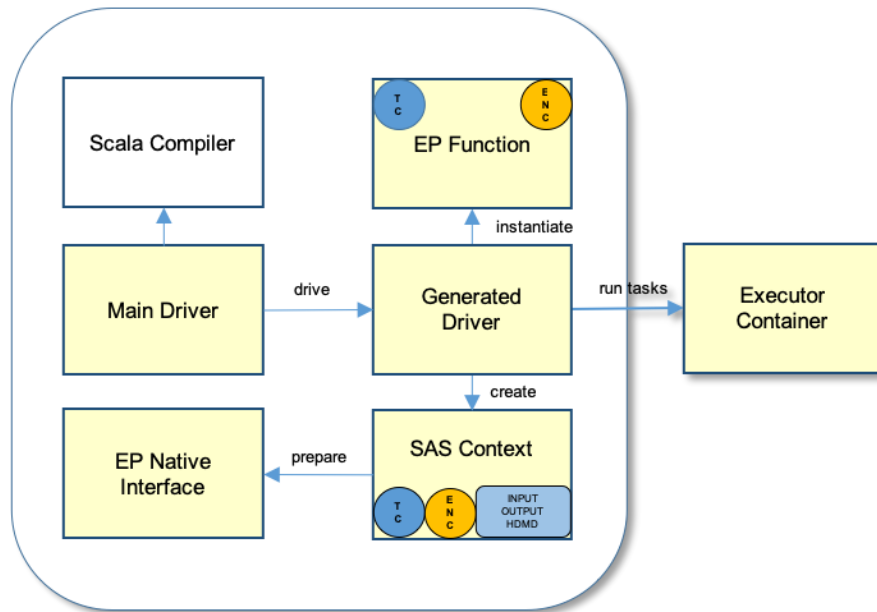 Scala Compiler
T
C
E
N
C
EP Function
instantiate
Main Driver
drive
Generated
Driver
run tasks
Executor
Container
create
EP Native
Interface
prepare
SAS Context
T
C
E
N
C
INPUT
OUTPUT
HDMD